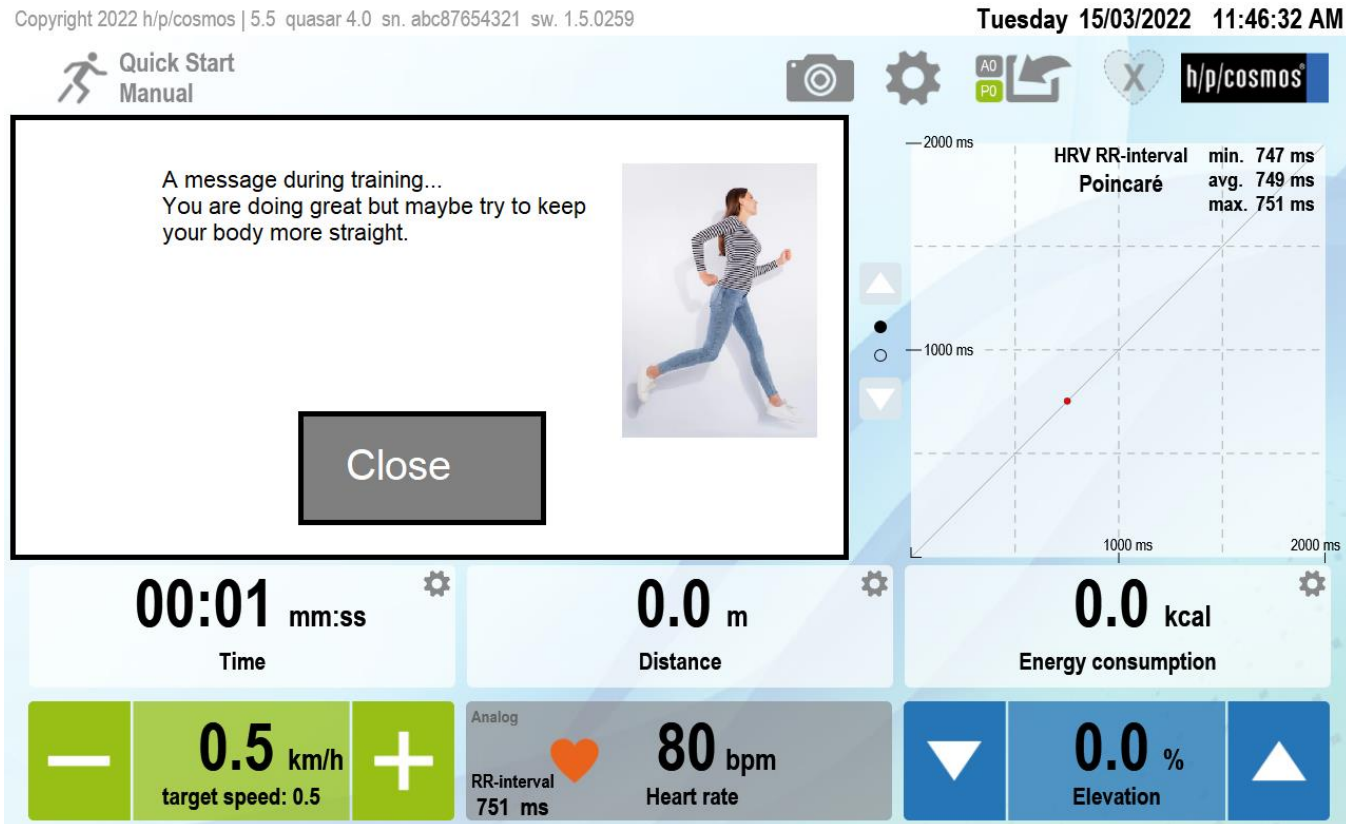 Copyright 2022 h/p/cosmos | 5.5 quasar 4.0 sn. abc87654321 sw. 1.5.0259
Tuesday 15/03/2022 11:46:32 AM
Quick Start
Manual
A0
P0
X
h/p/cosmos®
A message during training...
You are doing great but maybe try to keep
your body more straight.
Close
2000 ms
HRV RR-interval min. 747 ms
Poincaré avg. 749 ms
max. 751 ms
1000 ms
1000 ms
2000 ms
00:01 mm:ss
Time
0.0 m
Distance
0.0 kcal
Energy consumption
0.5 km/h
target speed: 0.5
Analog
80 bpm
Heart rate
RR-interval
751 ms
0.0 %
Elevation